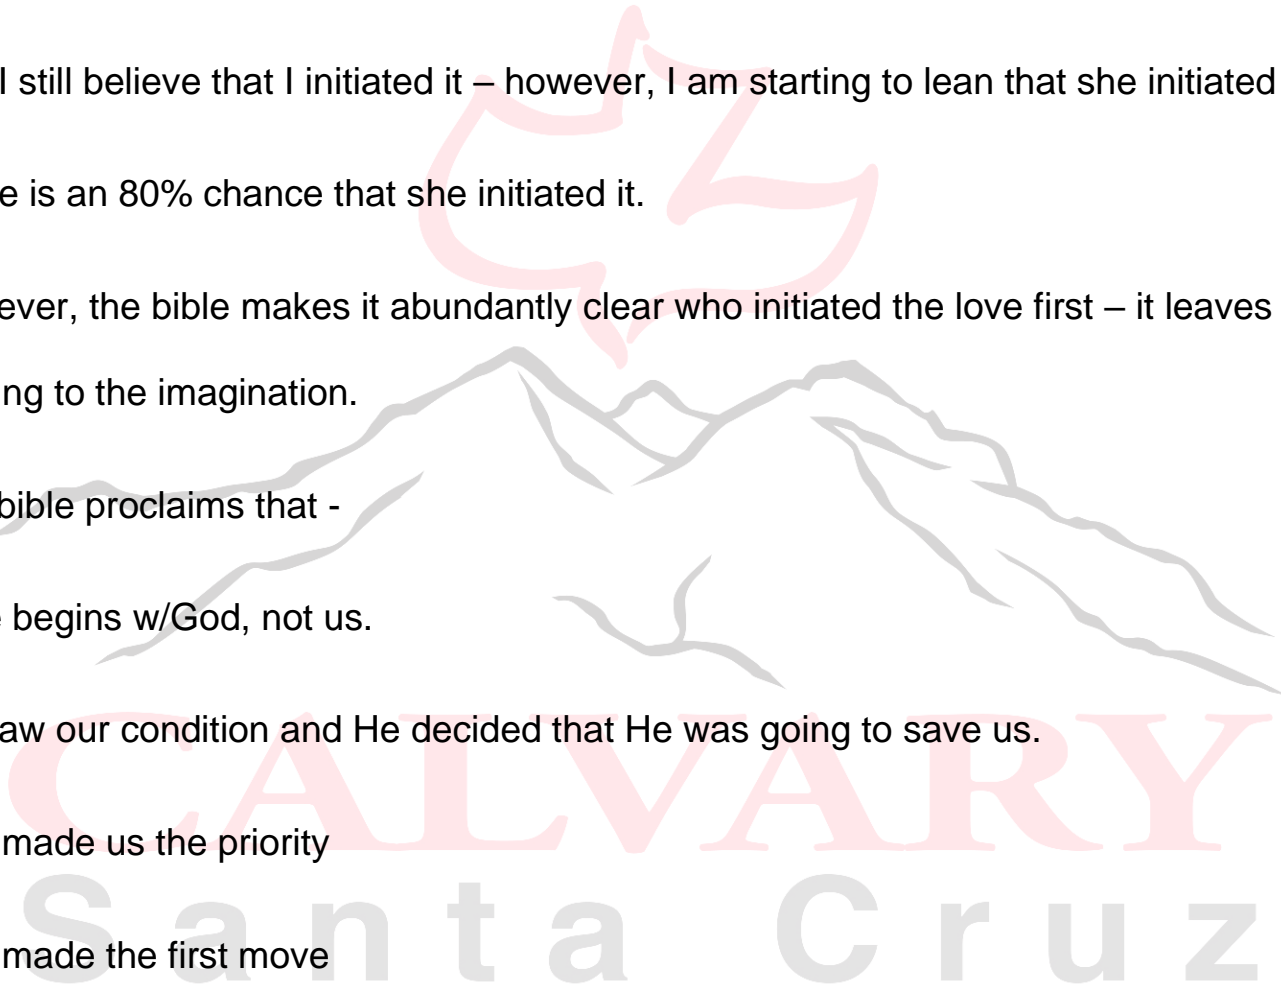 I still believe that I initiated it – however, I am starting to lean that she initiated
e is an 80% chance that she initiated it.
ever, the bible makes it abundantly clear who initiated the love first – it leaves
ng to the imagination.
bible proclaims that -
e begins w/God, not us.
aw our condition and He decided that He was going to save us.
made us the priority
made the first move
CALVARY
Santa Cruz